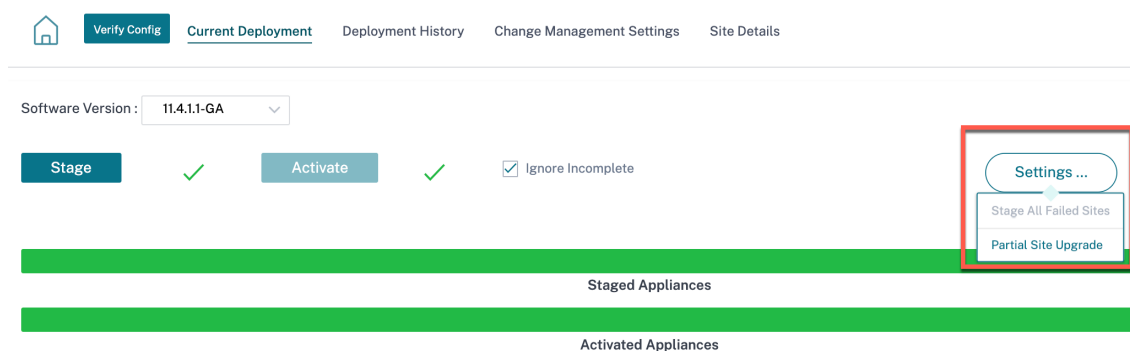 Verify Config Current Deployment Deployment History Change Management Settings Site Details
Software Version : 11.4.1.1-GA
Stage Activate Ignore Incomplete Settings ...
Stage All Failed Sites
Partial Site Upgrade
Staged Appliances
Activated Appliances